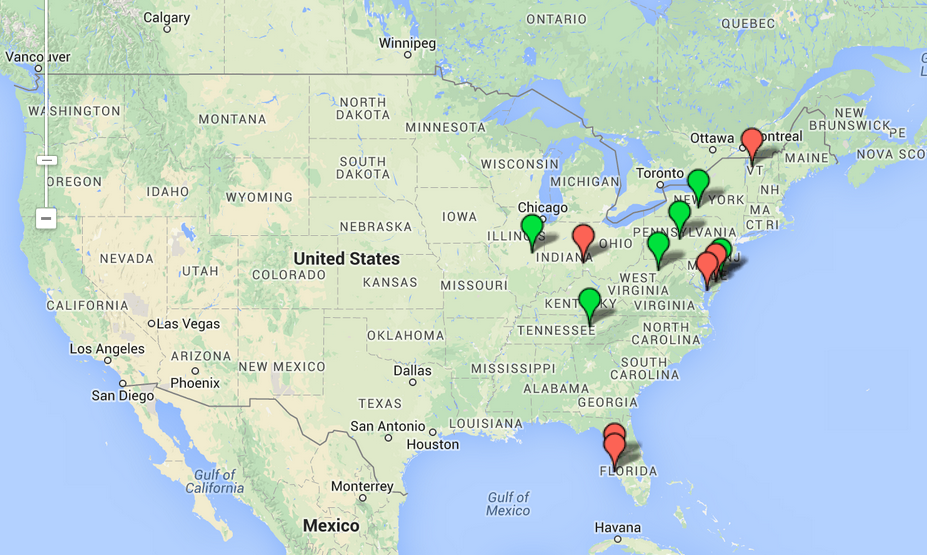 Calgary
ONTARIO
QUEBEC
Winnipeg
Vancouver
WASHINGTON
MONTANA
NORTH
DAKOTA
MINNESOTA
Ottawa
ontreal
NEW
BRUNSWICK
PE
NOVA SCO
MAINE
VT
SOUTH
DAKOTA
WISCONSIN
MICHIGAN
Toronto
OREGON
IDAHO
WYOMING
NEW YORK
NH
MA
CT RI
Chicago
IOWA
NEBRASKA
ILLINOIS
INDIANA
OHIO
PENNSYLVANIA
NJ
NEVADA
UTAH
COLORADO
United States
KANSAS
MISSOURI
WEST
VIRGINIA
VIRGINIA
KENTUCKY
CALIFORNIA
Las Vegas
OKLAHOMA
TENNESSEE
NORTH
CAROLINA
Los Angeles
ARIZONA
Phoenix
NEW MEXICO
Dallas
MISSISSIPPI
SOUTH
CAROLINA
ALABAMA
GEORGIA
San Diego
TEXAS
San Antonio
Houston
LOUISIANA
FLORIDA
Gulf of
California
Monterrey
Gulf of
Mexico
Mexico
Havana